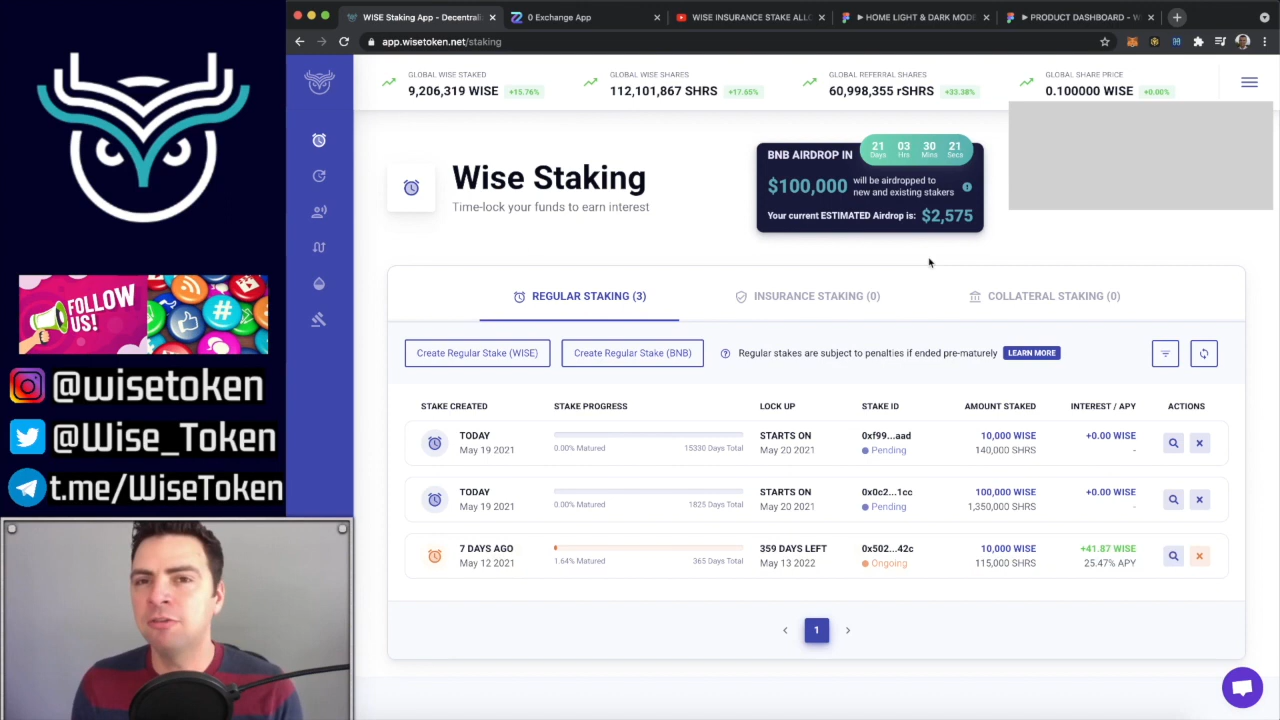 WISE Staking App - Decentrali
0 Exchange App
WISE INSURANCE STAKE ALL
HOME LIGHT & DARK MODE
PRODUCT DASHBOARD - W
app.wisetoken.net/staking
GLOBAL WISE STAKED
9,206,319 WISE +15.76%
GLOBAL WISE SHARES
112,101,867 SHRS +17.65%
GLOBAL REFERRAL SHARES
60,998,355 rSHRS +33.38%
GLOBAL SHARE PRICE
0.100000 WISE +0.00%
Wise Staking
Time-lock your funds to earn interest
BNB AIRDROP IN
21 03 30 21
Days Hrs Mins Secs
$100,000 will be airdropped to
new and existing stakers
Your current ESTIMATED Airdrop is: $2,575
REGULAR STAKING (3)
INSURANCE STAKING (0)
COLLATERAL STAKING (0)
Create Regular Stake (WISE)
Create Regular Stake (BNB)
Regular stakes are subject to penalties if ended pre-maturely LEARN MORE
STAKE CREATED STAKE PROGRESS LOCK UP STAKE ID AMOUNT STAKED INTEREST / APY ACTIONS
TODAY STARTS ON 0xf99...aad 10,000 WISE +0.00 WISE
May 19 2021 0.00% Matured 15330 Days Total May 20 2021 Pending 140,000 SHRS -
TODAY STARTS ON 0x0c2...1cc 100,000 WISE +0.00 WISE
May 19 2021 0.00% Matured 1825 Days Total May 20 2021 Pending 1,350,000 SHRS -
7 DAYS AGO 359 DAYS LEFT 0x502...42c 10,000 WISE +41.87 WISE
May 12 2021 1.64% Matured 365 Days Total May 13 2022 Ongoing 115,000 SHRS 25.47% APY
1
FOLLOW
US!
@wisetoken
@Wise_Token
t.me/WiseToken